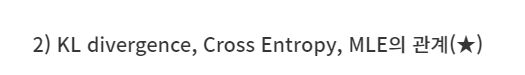 2) KL divergence, Cross Entropy, MLE의 관계(★)